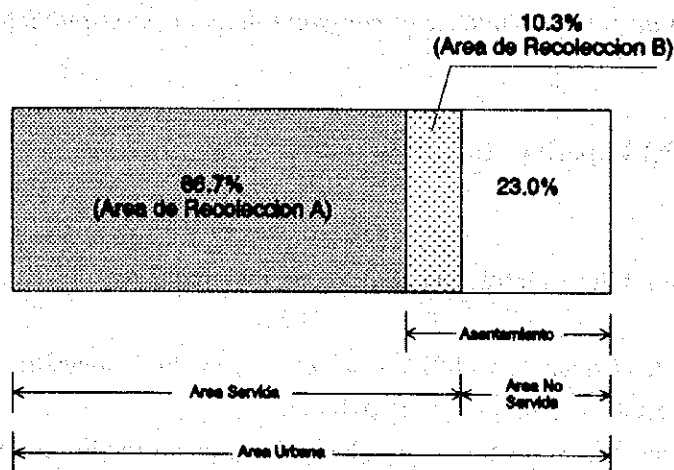 10.3%
(Area de Recoleccion B)
66.7%
(Area de Recoleccion A)
23.0%
Asentamiento
Area Servida
Area No
Servida
Area Urbana